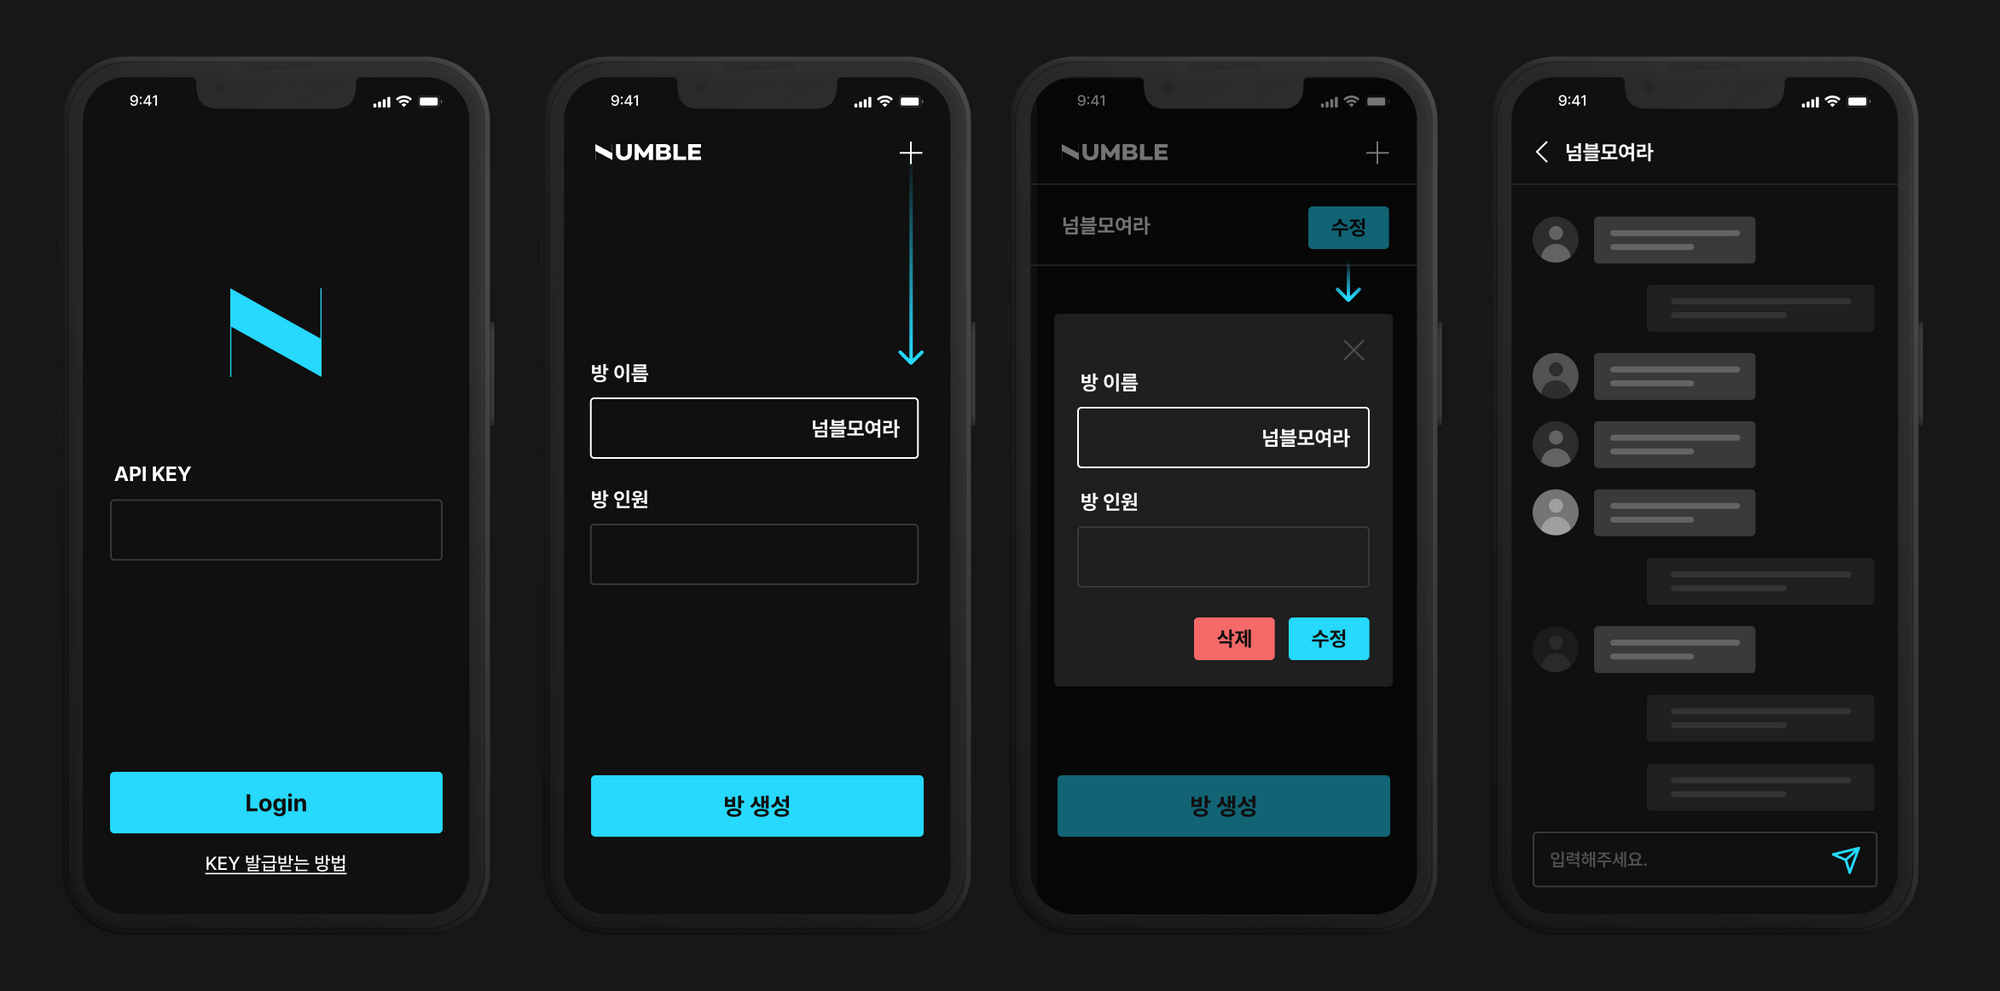 9:41
API KEY
Login
KEY 발급받는 방법
9:41
NUMBLE
방 이름
넘블모여라
방 인원
방 생성
9:41
NUMBLE
넘블모여라
수정
방 이름
넘블모여라
방 인원
삭제
수정
방 생성
9:41
넘블모여라
입력해주세요.